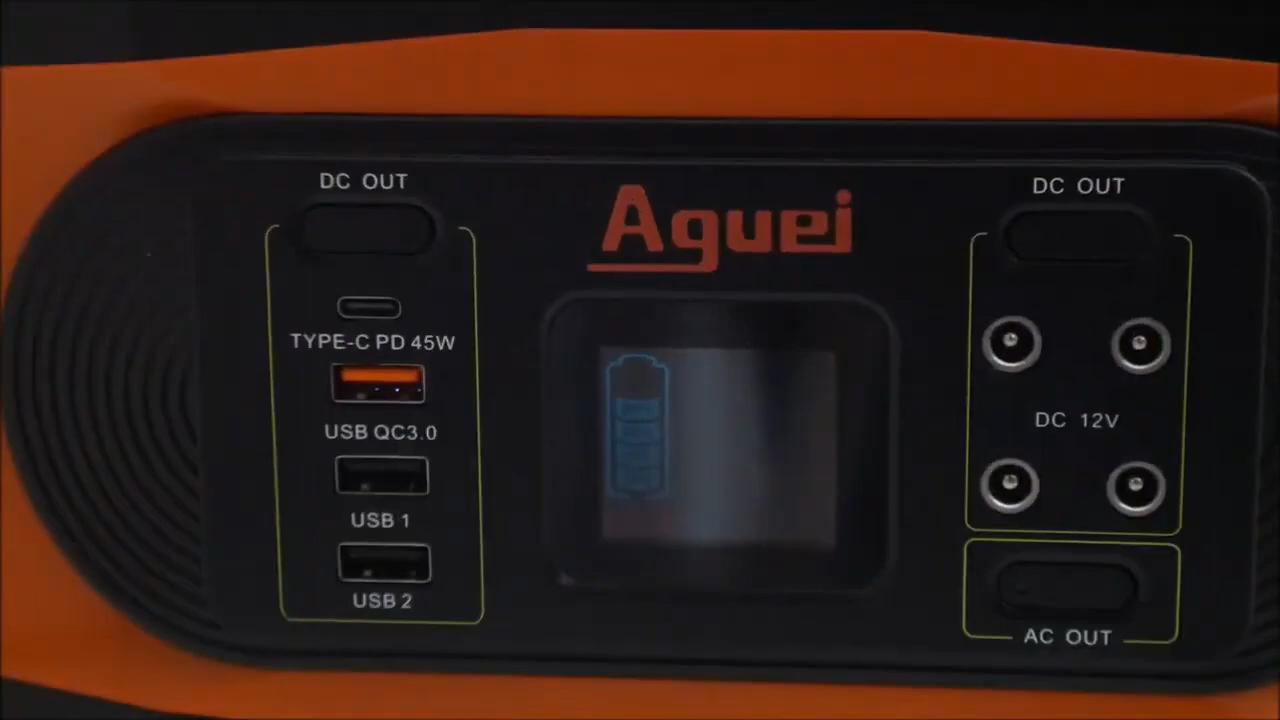 DC OUT
TYPE-C PD 45W
USB QC3.0
USB 1
USB 2
Aguei
DC OUT
DC 12V
AC OUT